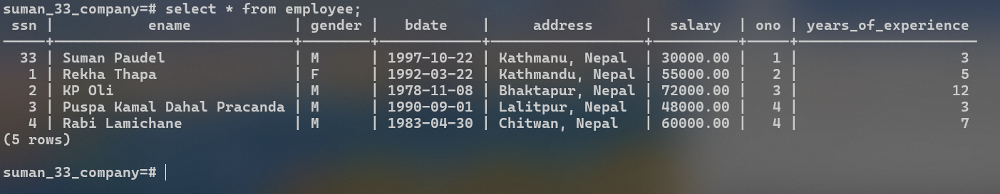 suman_33_company=# select * from employee;
ssn | ename | gender | bdate | address | salary | ono | years_of_experience
33 | Suman Paudel | M | 1997-10-22 | Kathmanu, Nepal | 30000.00 | 1 | 3
1 | Rekha Thapa | F | 1992-03-22 | Kathmandu, Nepal | 55000.00 | 2 | 5
2 | KP Oli | M | 1978-11-08 | Bhaktapur, Nepal | 72000.00 | 3 | 12
3 | Puspa Kamal Dahal Pracanda | M | 1990-09-01 | Lalitpur, Nepal | 48000.00 | 4 | 3
4 | Rabi Lamichane | M | 1983-04-30 | Chitwan, Nepal | 60000.00 | 4 | 7
(5 rows)
suman_33_company=#